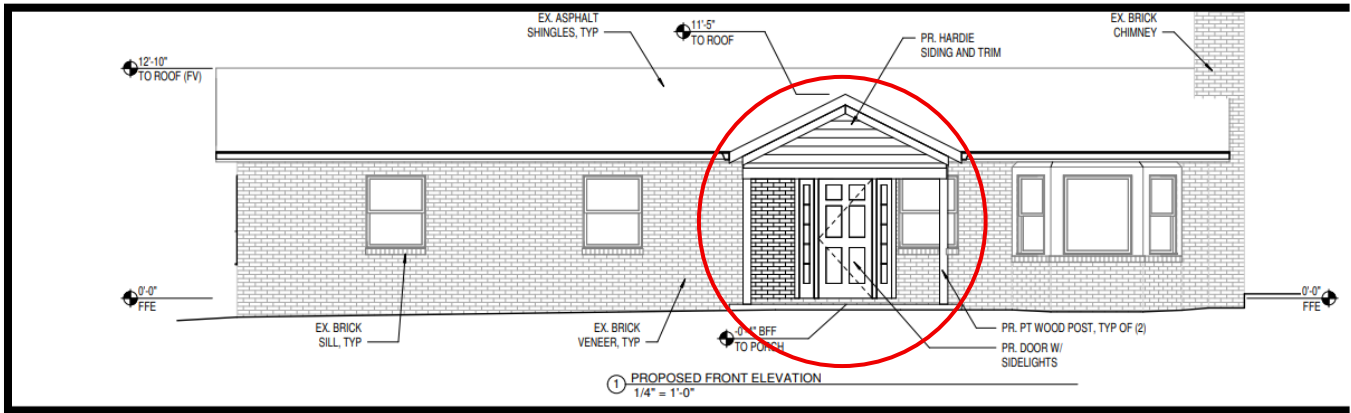 EX. ASPHALT
SHINGLES, TYP
11'-5"
TO ROOF
PR. HARDIE
SIDING AND TRIM
EX. BRICK
CHIMNEY
12'-10"
TO ROOF (FV)
0'-0"
FFE
0'-0"
FFE
EX. BRICK
SILL, TYP
EX. BRICK
VENEER, TYP
-0'-4" BFF
TO PORCH
PR. PT WOOD POST, TYP OF (2)
PR. DOOR W/
SIDELIGHTS
1 PROPOSED FRONT ELEVATION
1/4" = 1'-0"